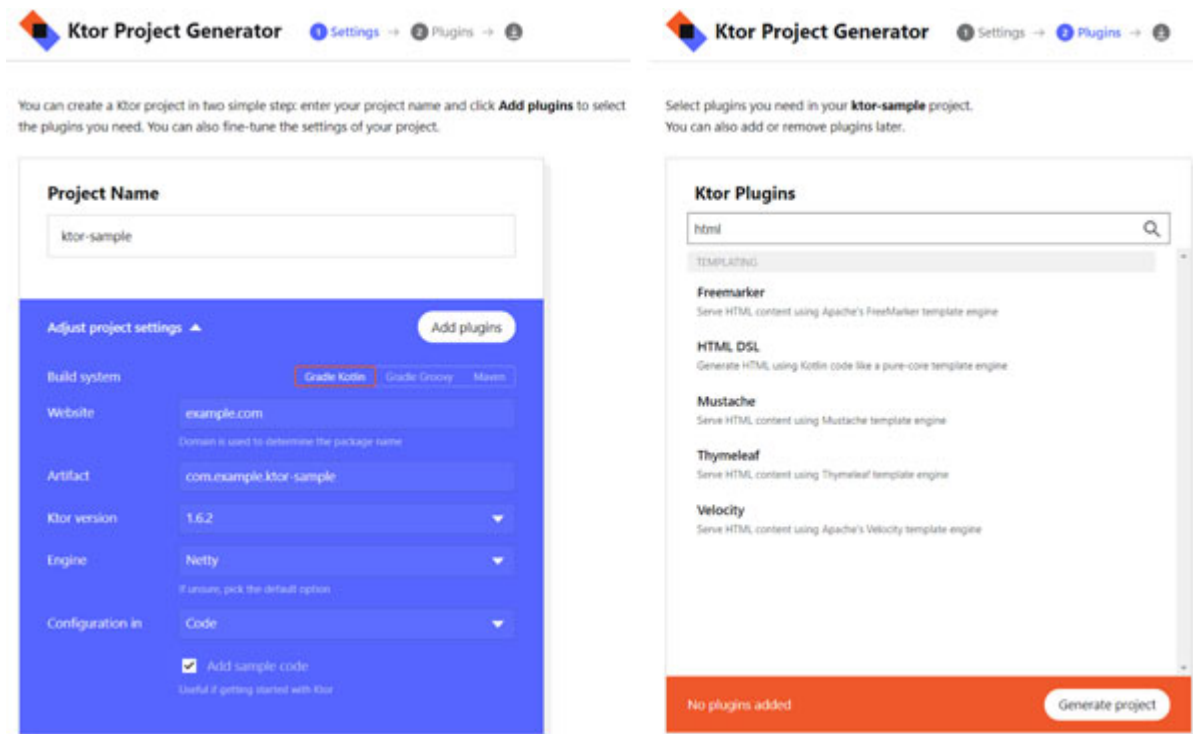 Ktor Project Generator 1 Settings → 2 Plugins →
You can create a Ktor project in two simple step: enter your project name and click Add plugins to select
the plugins you need. You can also fine-tune the settings of your project.
Project Name
ktor-sample
Adjust project settings Add plugins
Build system Gradle Kotlin Gradle Groovy Maven
Website example.com
Domain is used to determine the package name
Artifact com.example.ktor-sample
Ktor version 1.6.2
Engine Netty
If unsure, pick the default option
Configuration in Code
Add sample code
Useful if getting started with Ktor
Ktor Project Generator 1 Settings → 2 Plugins →
Select plugins you need in your ktor-sample project.
You can also add or remove plugins later.
Ktor Plugins
html
TEMPLATING
Freemarker
Serve HTML content using Apache's FreeMarker template engine
HTML DSL
Generate HTML using Kotlin code like a pure-core template engine
Mustache
Serve HTML content using Mustache template engine
Thymeleaf
Serve HTML content using Thymeleaf template engine
Velocity
Serve HTML content using Apache's Velocity template engine
No plugins added Generate project